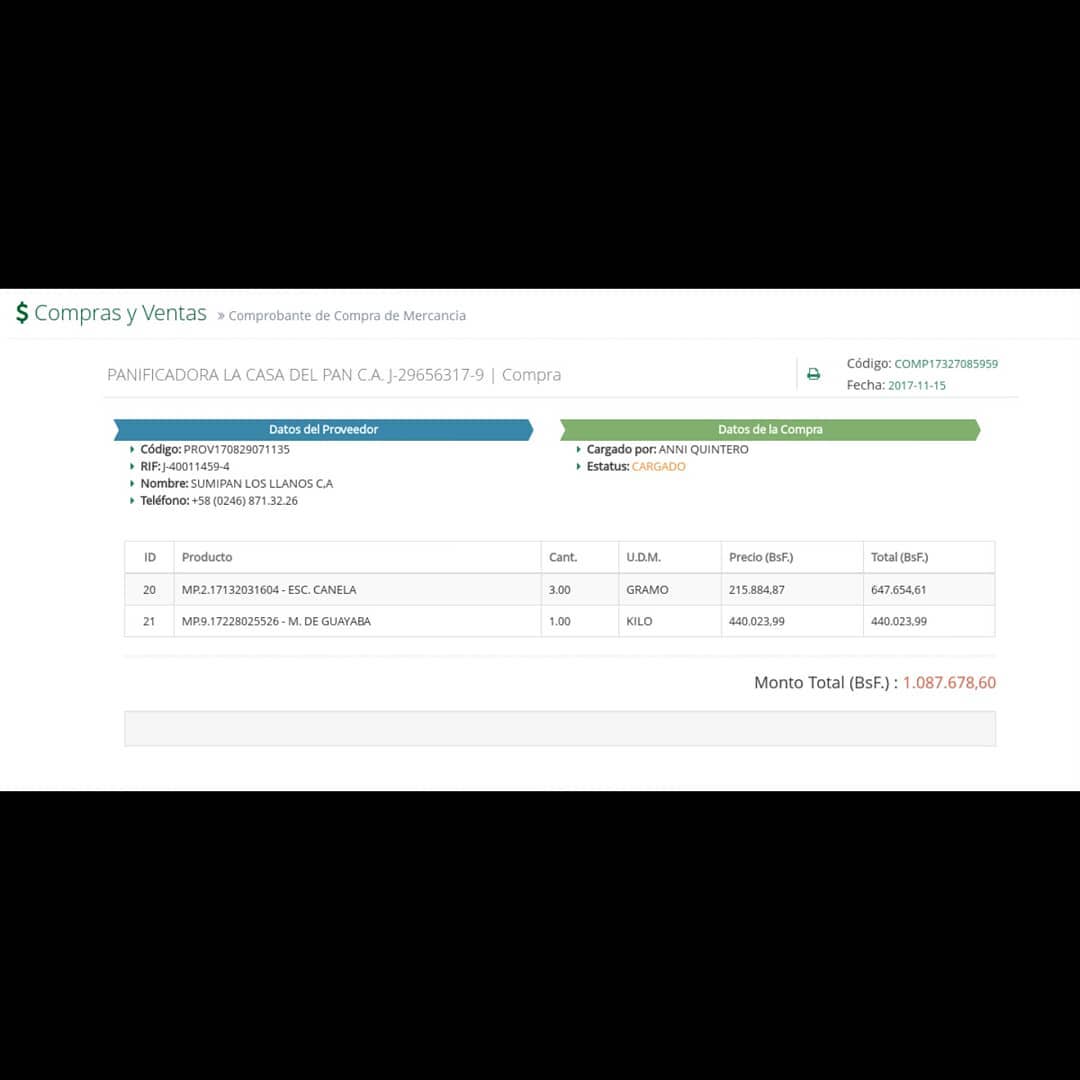 $ Compras y Ventas » Comprobante de Compra de Mercancia
PANIFICADORA LA CASA DEL PAN C.A. J-29656317-9 | Compra
Código: COMP17327085959
Fecha: 2017-11-15
Datos del Proveedor
Código: PROV170829071135
RIF: J-40011459-4
Nombre: SUMIPAN LOS LLANOS C,A
Teléfono: +58 (0246) 871.32.26
Datos de la Compra
Cargado por: ANNI QUINTERO
Estatus: CARGADO
ID Producto Cant. U.D.M. Precio (BsF.) Total (BsF.)
20 MP.2.17132031604 - ESC. CANELA 3.00 GRAMO 215.884,87 647.654,61
21 MP.9.17228025526 - M. DE GUAYABA 1.00 KILO 440.023,99 440.023,99
Monto Total (BsF.) : 1.087.678,60